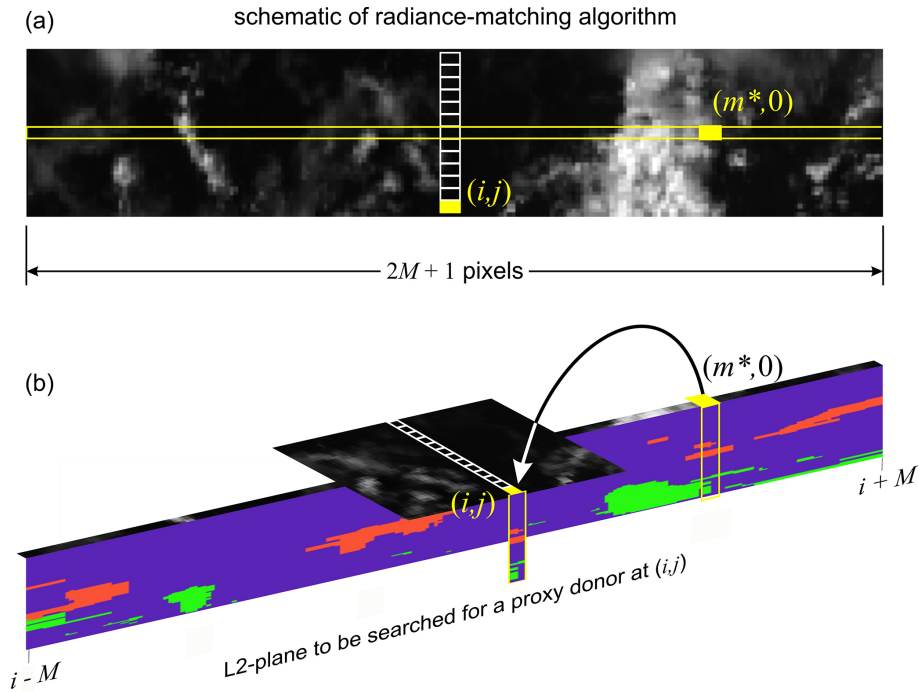 (a)
schematic of radiance-matching algorithm
(m*,0)
(i,j)
2M + 1 pixels
(b)
(m*,0)
(i,j)
i + M
L2-plane to be searched for a proxy donor at (i,j)
i - M